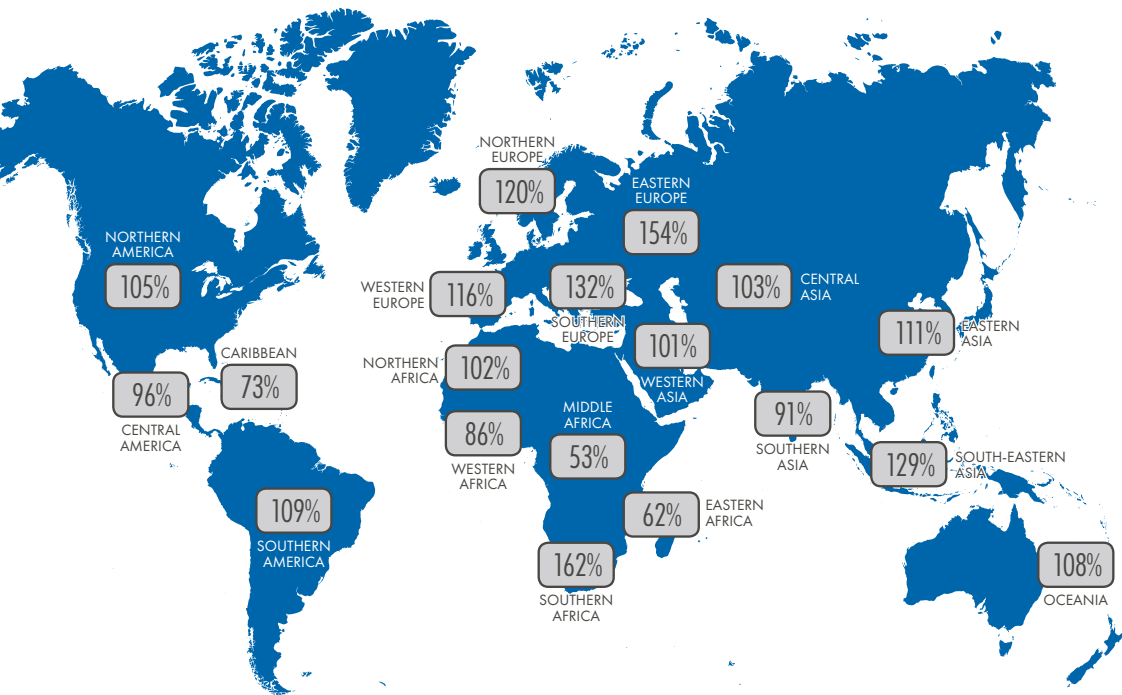 NORTHERN
EUROPE
120%
EASTERN
EUROPE
154%
NORTHERN
AMERICA
105%
WESTERN
EUROPE
116%
132%
SOUTHERN
EUROPE
103%
CENTRAL
ASIA
111%
EASTERN
ASIA
101%
WESTERN
ASIA
NORTHERN
AFRICA
102%
CARIBBEAN
73%
96%
CENTRAL
AMERICA
86%
WESTERN
AFRICA
MIDDLE
AFRICA
53%
91%
SOUTHERN
ASIA
129%
SOUTH-EASTERN
ASIA
109%
SOUTHERN
AMERICA
62%
EASTERN
AFRICA
162%
SOUTHERN
AFRICA
108%
OCEANIA